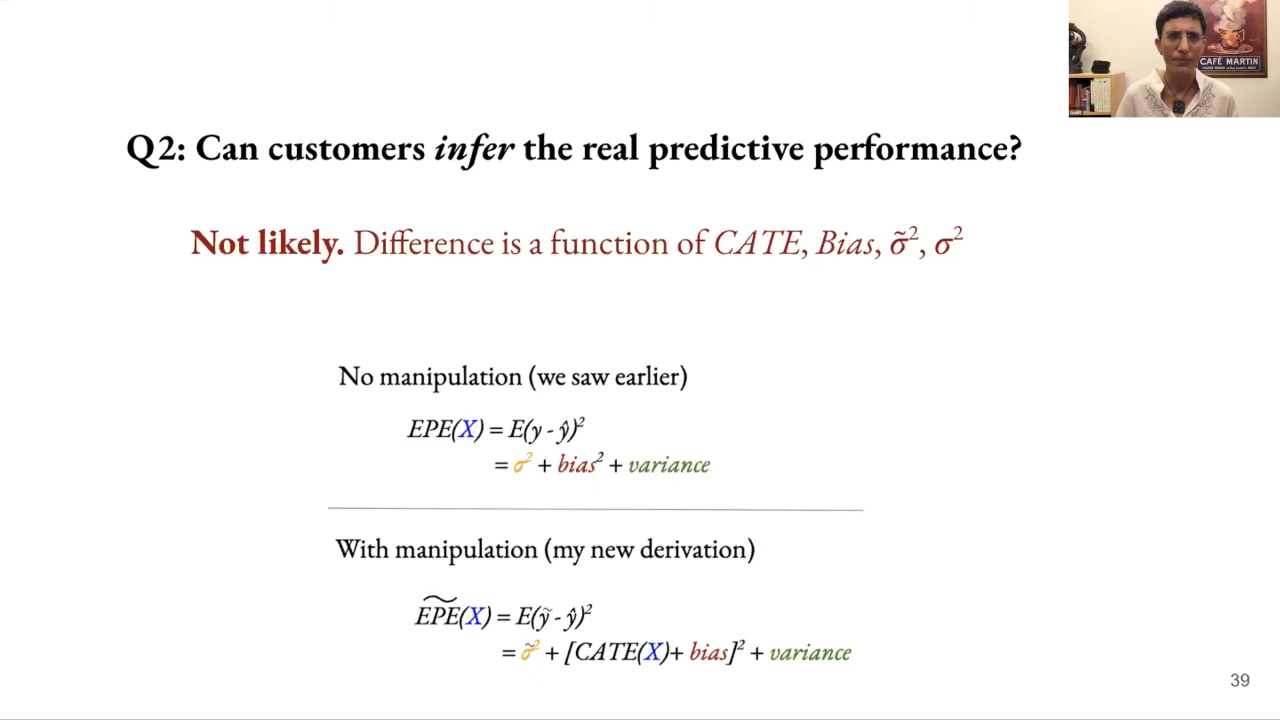 CAFÉ MARTIN
Galit
Q2: Can customers infer the real predictive performance?
Not likely. Difference is a function of CATE, Bias, σ̃², σ²
No manipulation (we saw earlier)
EPE(X) = E(y - ŷ)²
= σ² + bias² + variance
With manipulation (my new derivation)
E͠PE(X) = E(ỹ - ŷ)²
= σ̃² + [CATE(X)+ bias]² + variance
39